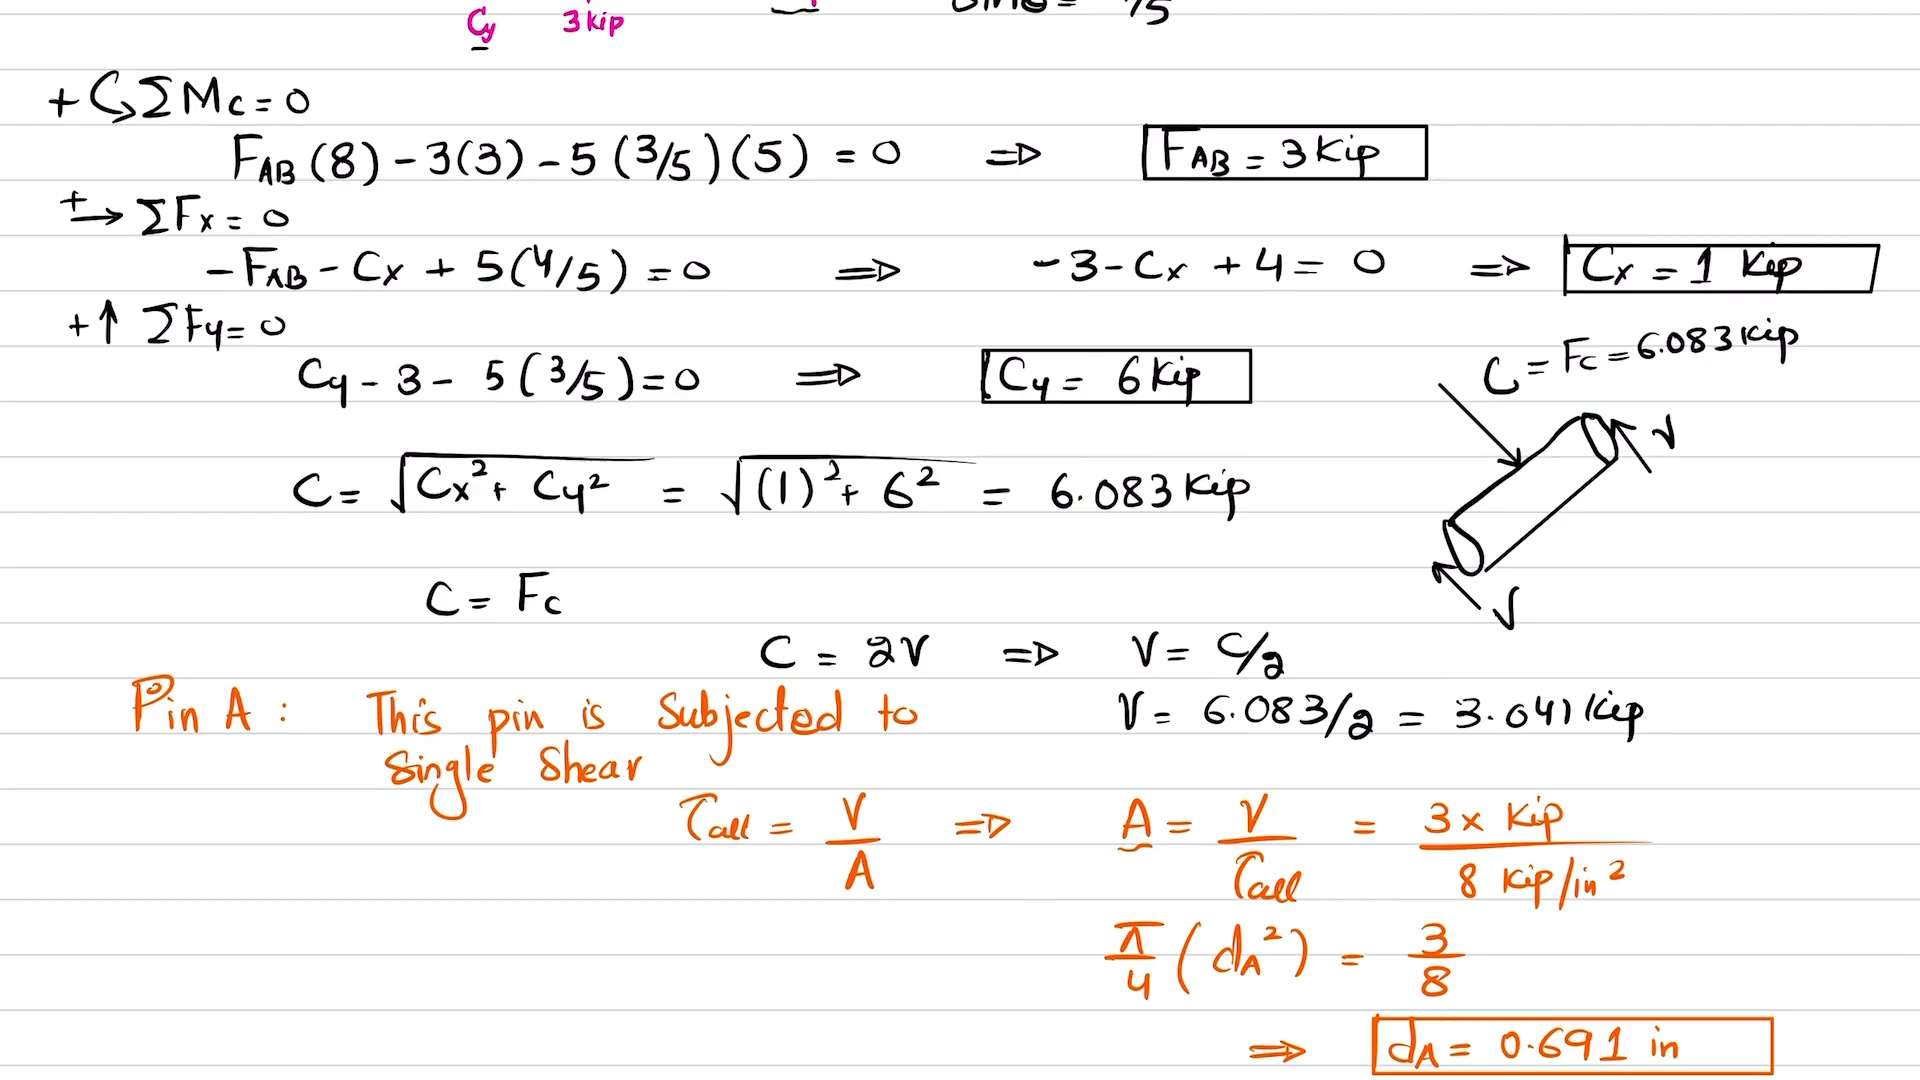 Cy 3 kip
+ ΣMc = 0
FAB (8) - 3(3) - 5 (3/5) (5) = 0 ⇒ FAB = 3 Kip
+→ ΣFx = 0
-FAB - Cx + 5(4/5) = 0 ⇒ -3 - Cx + 4 = 0 ⇒ Cx = 1 Kip
+↑ ΣFy = 0
Cy - 3 - 5 (3/5) = 0 ⇒ Cy = 6 Kip
C = Fc = 6.083 Kip
V
C = √Cx² + Cy² = √(1)² + 6² = 6.083 Kip
V
C = Fc
C = 2V ⇒ V = C/2
V = 6.083/2 = 3.041 Kip
Pin A : This pin is Subjected to
Single Shear
τall = V/A ⇒ A = V/τall = 3 x Kip / 8 Kip/in²
π/4 (dA²) = 3/8
⇒ dA = 0.691 in